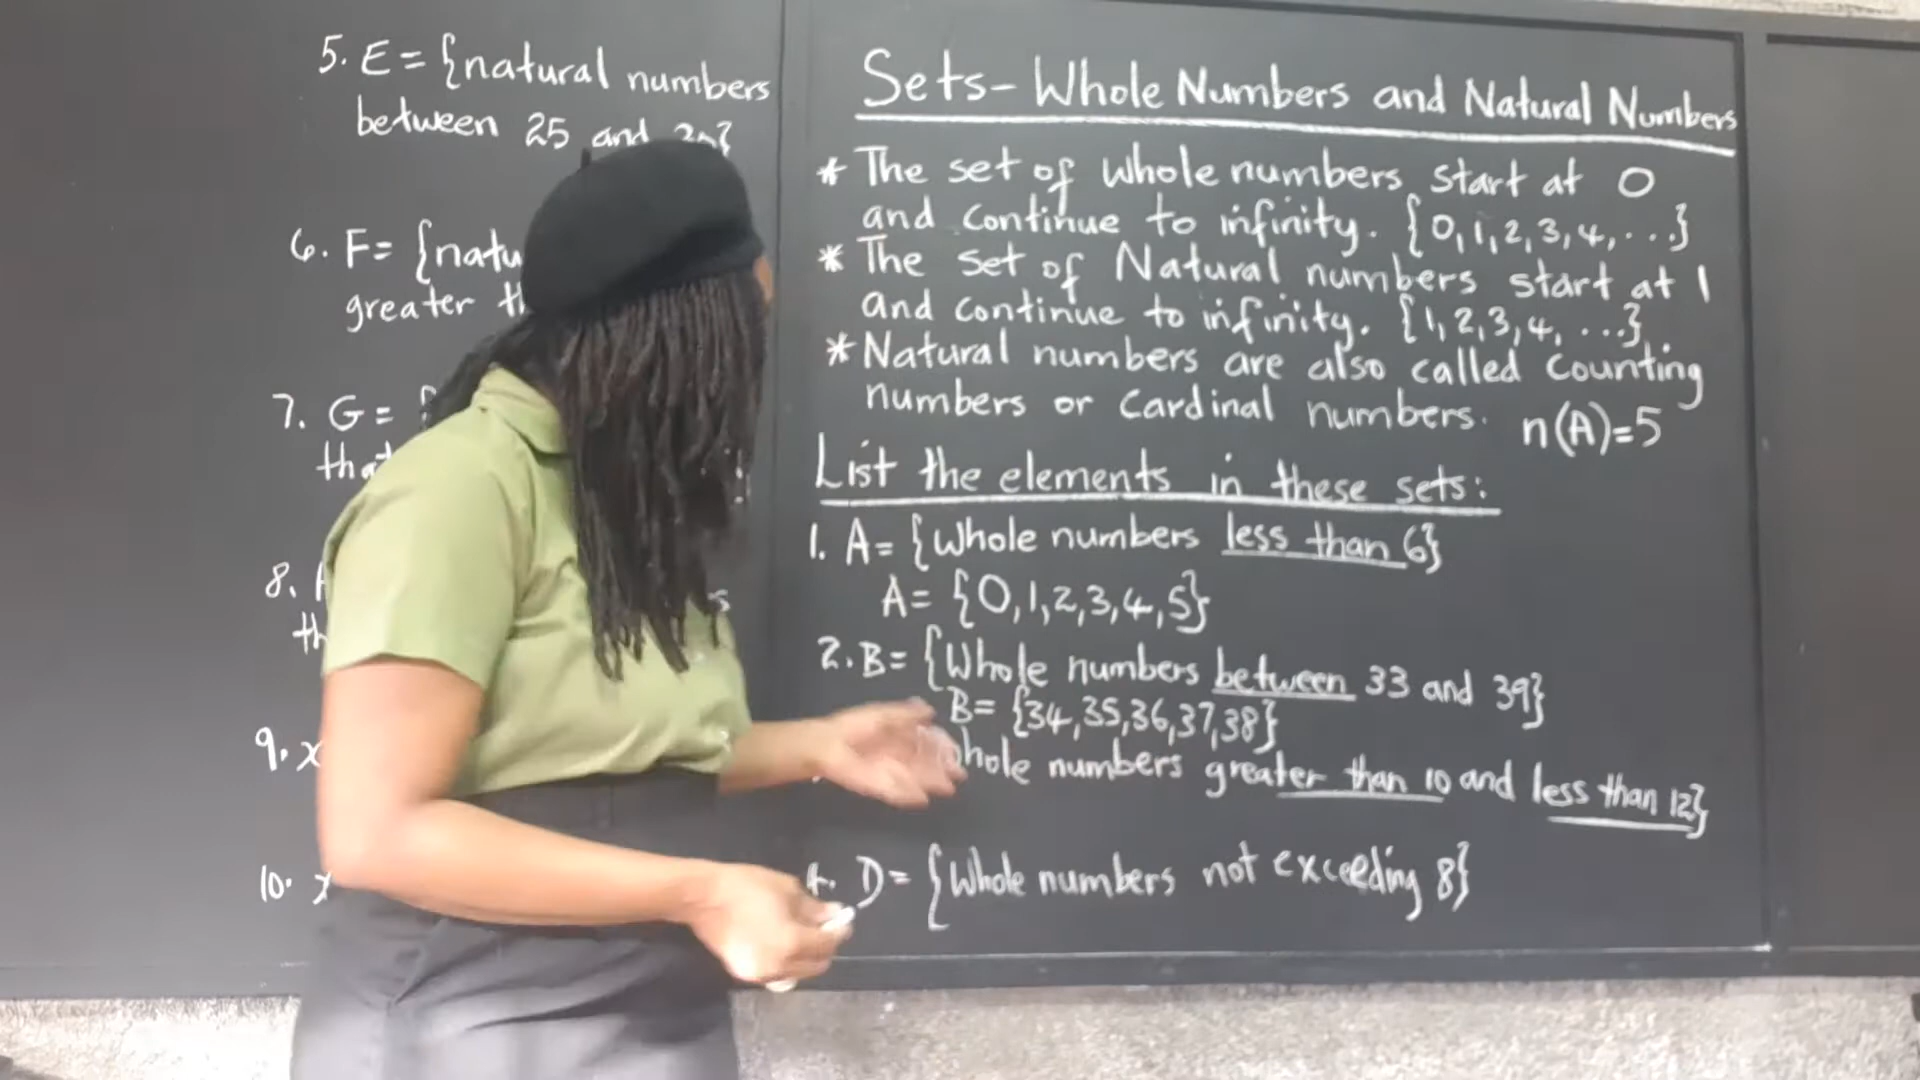 5. E = {natural numbers
between 25 and
6. F = {natu
greater th
7. G = {
that
8.
th
9. x
10. x
Sets - Whole Numbers and Natural Numbers
* The set of whole numbers start at 0
and continue to infinity. {0, 1, 2, 3, 4, ...}
* The set of Natural numbers start at 1
and continue to infinity. {1, 2, 3, 4, ...}
* Natural numbers are also called Counting
numbers or Cardinal numbers. n(A)=5
List the elements in these sets:
1. A = {Whole numbers less than 6}
A = {0, 1, 2, 3, 4, 5}
2. B = {Whole numbers between 33 and 39}
B = {34, 35, 36, 37, 38}
whole numbers greater than 10 and less than 12}
4. D = {Whole numbers not exceeding 8}